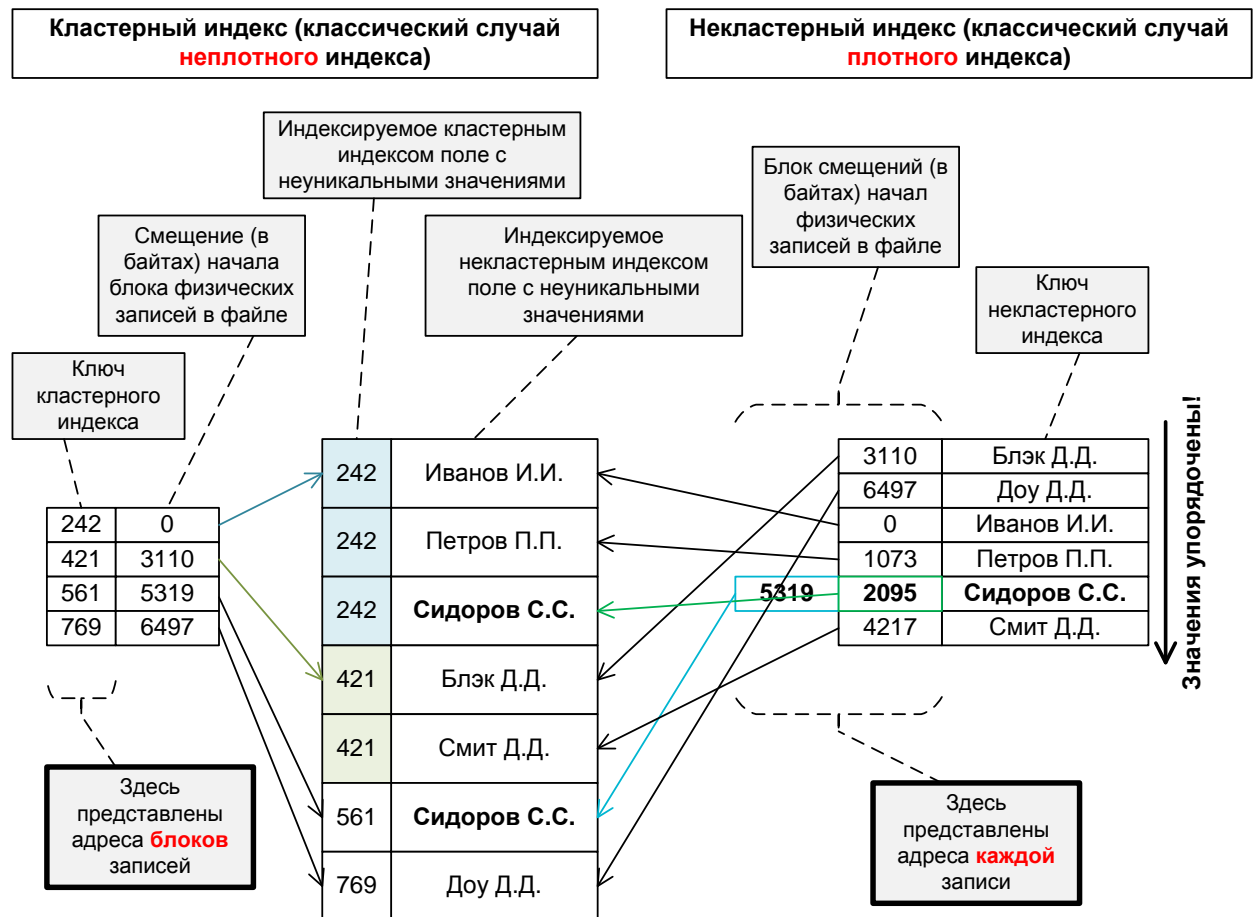 Кластерный индекс (классический случай
неплотного индекса)
Некластерный индекс (классический случай
плотного индекса)
Индексируемое кластерным
индексом поле с
неуникальными значениями
Блок смещений (в
байтах) начал
физических
записей в файле
Смещение (в
байтах) начала
блока физических
записей в файле
Индексируемое
некластерным индексом
поле с неуникальными
значениями
Ключ
некластерного
индекса
Ключ
кластерного
индекса
242 0
421 3110
561 5319
769 6497
242 Иванов И.И.
242 Петров П.П.
242 Сидоров С.С.
421 Блэк Д.Д.
421 Смит Д.Д.
561 Сидоров С.С.
769 Доу Д.Д.
3110 Блэк Д.Д.
6497 Доу Д.Д.
0 Иванов И.И.
1073 Петров П.П.
5319 2095 Сидоров С.С.
4217 Смит Д.Д.
Значения упорядочены!
Здесь
представлены
адреса блоков
записей
Здесь
представлены
адреса каждой
записи